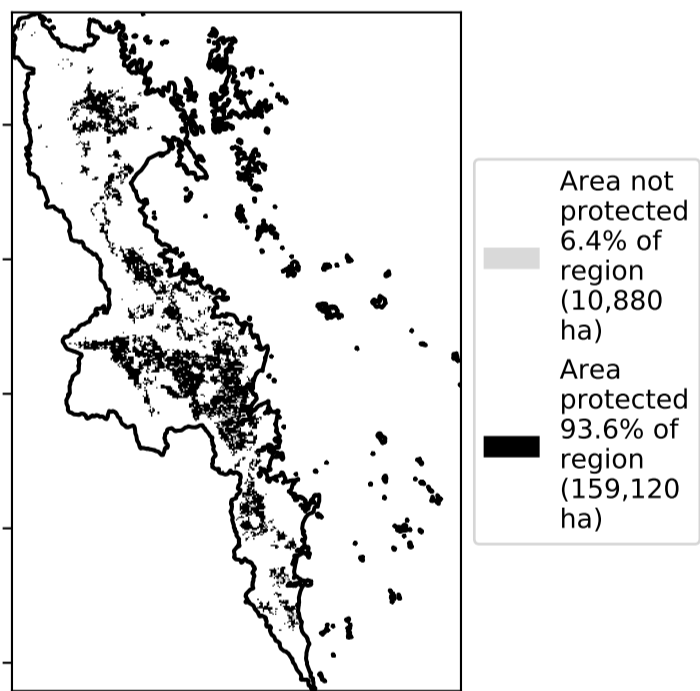 Area not
protected
6.4% of
region
(10,880
ha)
Area
protected
93.6% of
region
(159,120
ha)